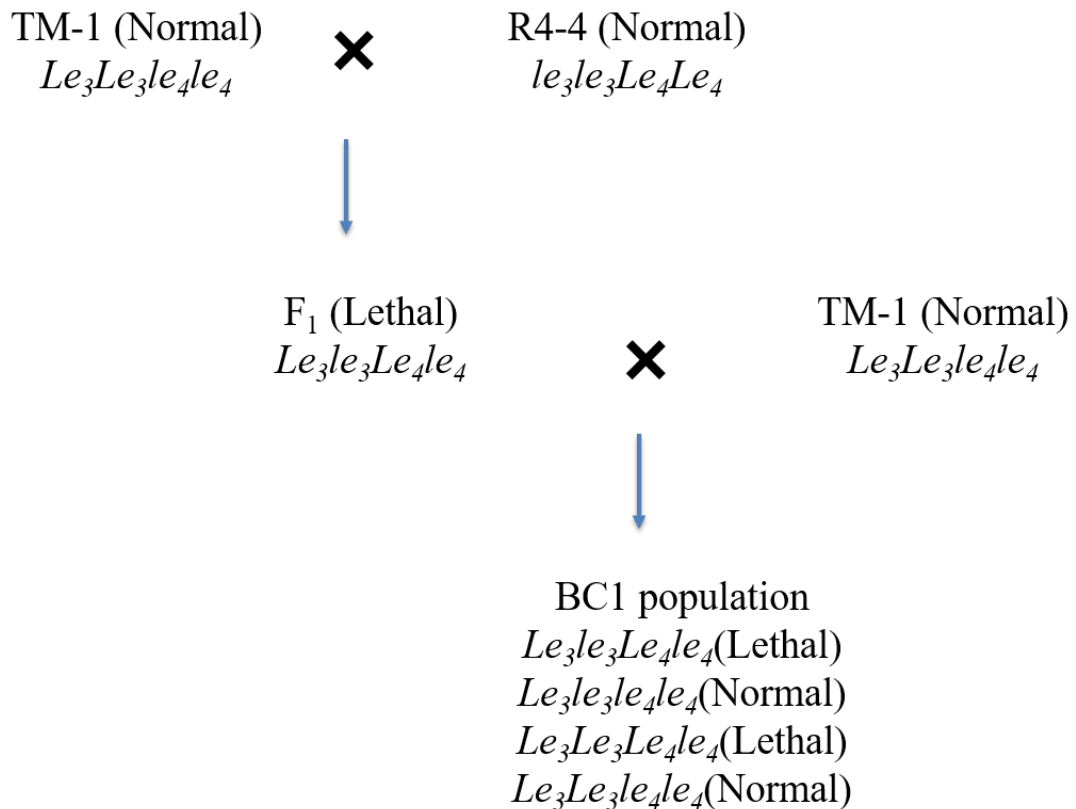 TM-1 (Normal)
Le₃Le₃le₄le₄
R4-4 (Normal)
le₃le₃Le₄Le₄
F₁ (Lethal)
Le₃le₃Le₄le₄
TM-1 (Normal)
Le₃Le₃le₄le₄
BC1 population
Le₃le₃Le₄le₄(Lethal)
Le₃le₃le₄le₄(Normal)
Le₃Le₃Le₄le₄(Lethal)
Le₃Le₃le₄le₄(Normal)